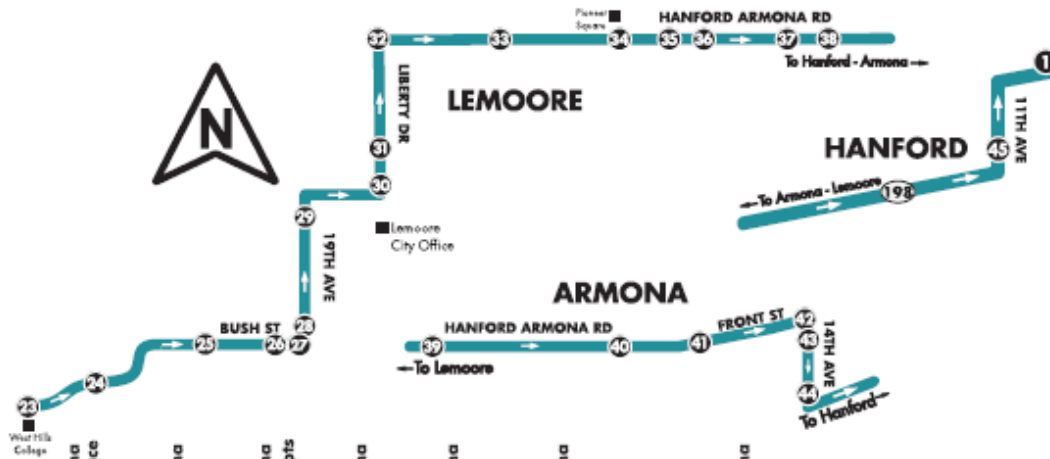 Pioneer
Square
HANFORD ARMONA RD
32
33
34
35
36
37
38
To Hanford - Armona
1
LIBERTY DR
LEMOORE
N
11TH AVE
31
HANFORD
45
30
To Armona - Lemoore
198
29
Lemoore
City Office
19TH AVE
ARMONA
28
BUSH ST
25
26
27
HANFORD ARMONA RD
FRONT ST
42
39
40
41
43
14TH AVE
To Lemoore
24
44
23
To Hanford
West Hills
College